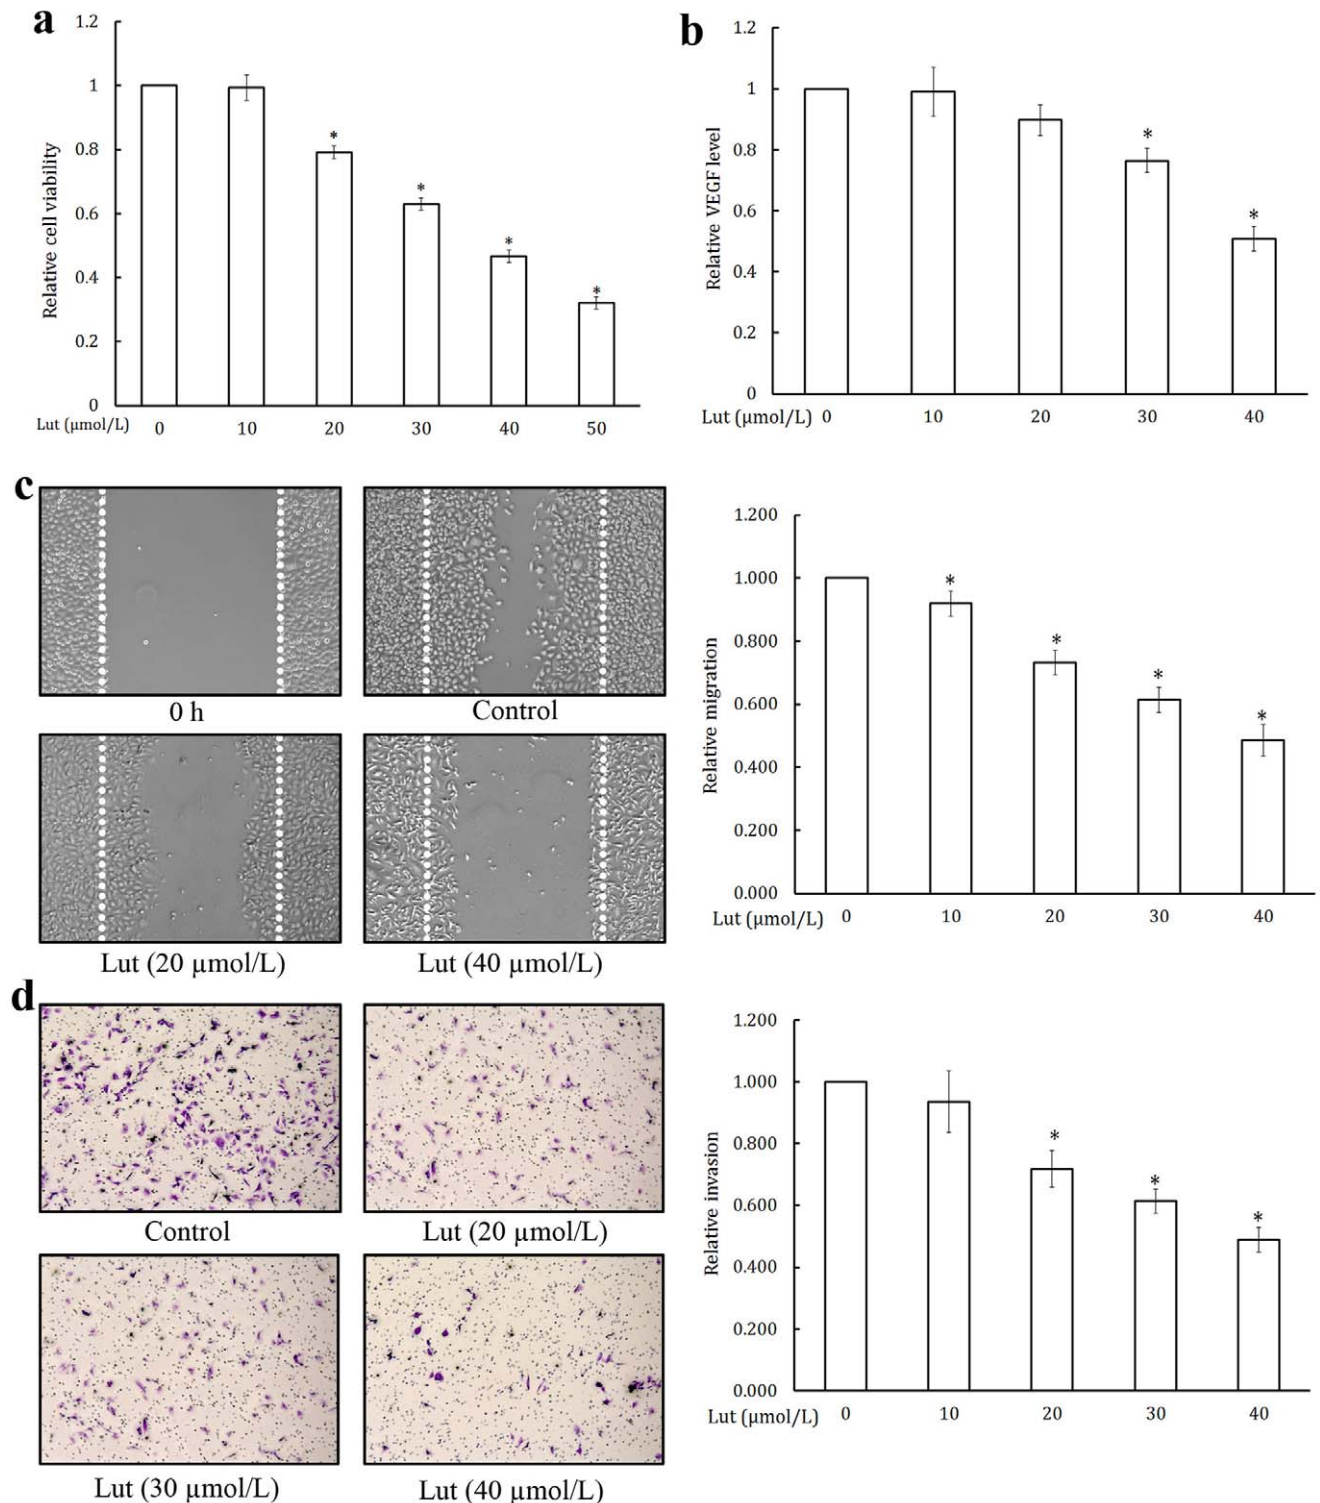 a
1.2
1
0.8
0.6
0.4
0.2
0
Relative cell viability
* * * *
Lut (μmol/L) 0 10 20 30 40 50
b
1.2
1
0.8
0.6
0.4
0.2
0
Relative VEGF level
* *
Lut (μmol/L) 0 10 20 30 40
c
0 h
Control
Lut (20 μmol/L)
Lut (40 μmol/L)
1.200
1.000
0.800
0.600
0.400
0.200
0.000
Relative migration
* * * *
Lut (μmol/L) 0 10 20 30 40
d
Control
Lut (20 μmol/L)
Lut (30 μmol/L)
Lut (40 μmol/L)
1.200
1.000
0.800
0.600
0.400
0.200
0.000
Relative invasion
* * *
Lut (μmol/L) 0 10 20 30 40